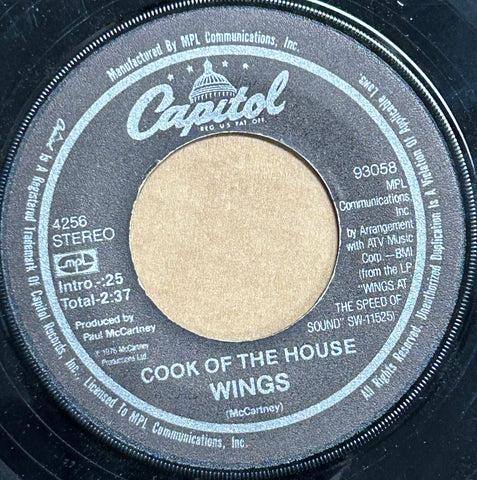 Manufactured By MPL Communications, Inc.
Capitol
REG. U.S. PAT. OFF.
4256
STEREO
MPL
Intro-:25
Total-2:37
Produced by
Paul McCartney
℗ 1976 McCartney
Productions Ltd.
93058
MPL
Communications
Inc.
by Arrangement
with ATV Music
Corp.—BMI
(from the LP
"WINGS AT
THE SPEED OF
SOUND" SW-11525)
COOK OF THE HOUSE
WINGS
(McCartney)
Capitol Is A Registered Trademark Of Capitol Records, Inc., Licensed To MPL Communications, Inc.
All Rights Reserved. Unauthorized Duplication Is A Violation Of Applicable Laws.